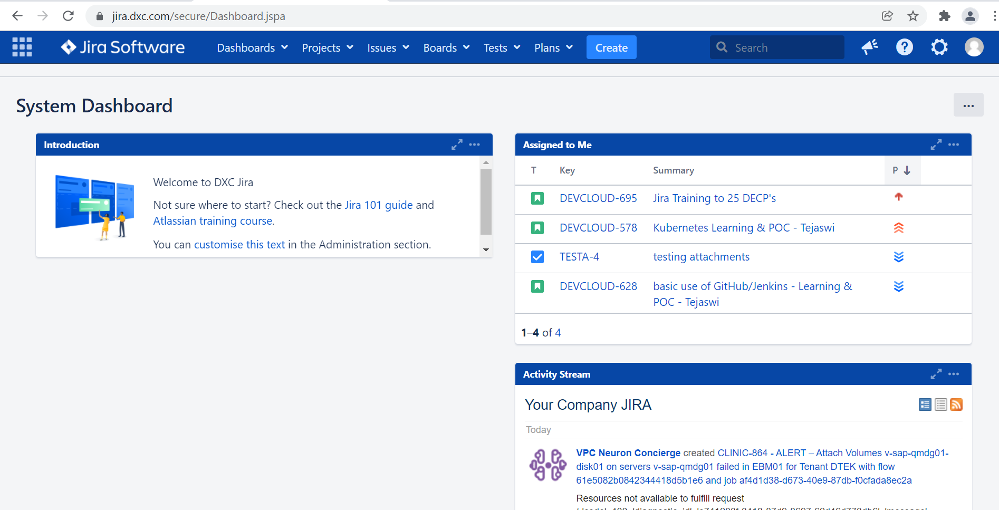 jira.dxc.com/secure/Dashboard.jspa
Jira Software
Dashboards
Projects
Issues
Boards
Tests
Plans
Create
Search
System Dashboard
Introduction
Welcome to DXC Jira
Not sure where to start? Check out the Jira 101 guide and
Atlassian training course.
You can customise this text in the Administration section.
Assigned to Me
T Key Summary P
DEVCLOUD-695 Jira Training to 25 DECP's
DEVCLOUD-578 Kubernetes Learning & POC - Tejaswi
TESTA-4 testing attachments
DEVCLOUD-628 basic use of GitHub/Jenkins - Learning &
POC - Tejaswi
1–4 of 4
Activity Stream
Your Company JIRA
Today
VPC Neuron Concierge created CLINIC-864 - ALERT – Attach Volumes v-sap-qmdg01-
disk01 on servers v-sap-qmdg01 failed in EBM01 for Tenant DTEK with flow
61e5082b0842344418d5b1e6 and job af4d1d38-d673-40e9-87db-f0cfada8ec2a
Resources not available to fulfill request